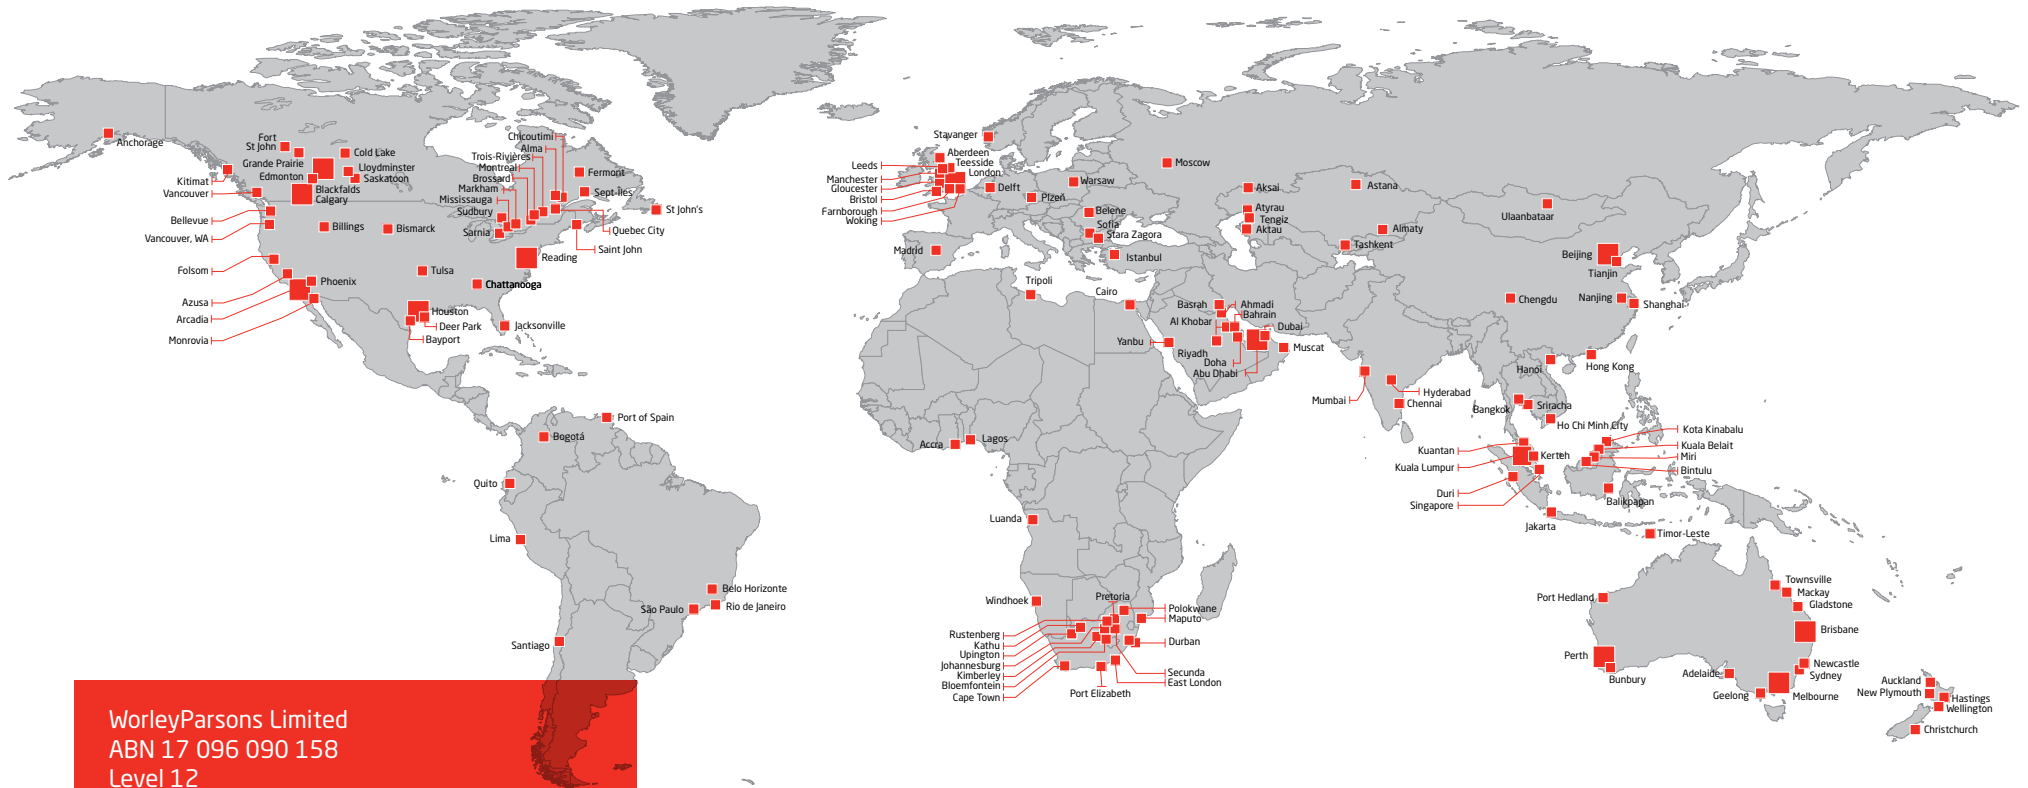 Anchorage
Fort
St John
Grande Prairie
Edmonton
Cold Lake
Lloydminster
Saskatoon
Blackfalds
Calgary
Kitimat
Vancouver
Bellevue
Vancouver, WA
Folsom
Azusa
Arcadia
Monrovia
Billings
Bismarck
Phoenix
Tulsa
Chattanooga
Houston
Deer Park
Bayport
Jacksonville
Reading
Chicoutimi
Alma
Trois-Rivières
Montreal
Brossard
Markham
Mississauga
Sudbury
Sarnia
Fermont
Sept-Îles
St John's
Quebec City
Saint John
Port of Spain
Bogotá
Quito
Lima
Belo Horizonte
Rio de Janeiro
São Paulo
Santiago
Stavanger
Aberdeen
Teesside
London
Leeds
Manchester
Gloucester
Bristol
Farnborough
Woking
Delft
Warsaw
Plzeň
Belene
Sofia
Stara Zagora
Istanbul
Madrid
Moscow
Aksai
Atyrau
Tengiz
Aktau
Astana
Almaty
Tashkent
Ulaanbataar
Beijing
Tianjin
Chengdu
Nanjing
Shanghai
Hong Kong
Hanoi
Tripoli
Cairo
Basrah
Ahmadi
Bahrain
Al Khobar
Dubai
Yanbu
Riyadh
Doha
Abu Dhabi
Muscat
Mumbai
Hyderabad
Chennai
Bangkok
Sriracha
Ho Chi Minh City
Kota Kinabalu
Kuala Belait
Miri
Bintulu
Kuantan
Kuala Lumpur
Kerteh
Duri
Singapore
Balikpapan
Jakarta
Timor-Leste
Accra
Lagos
Luanda
Windhoek
Pretoria
Polokwane
Maputo
Rustenberg
Kathu
Upington
Johannesburg
Kimberley
Bloemfontein
Cape Town
Durban
Secunda
East London
Port Elizabeth
Port Hedland
Perth
Bunbury
Townsville
Mackay
Gladstone
Brisbane
Newcastle
Sydney
Adelaide
Geelong
Melbourne
Auckland
New Plymouth
Hastings
Wellington
Christchurch
WorleyParsons Limited
ABN 17 096 090 158
Level 12